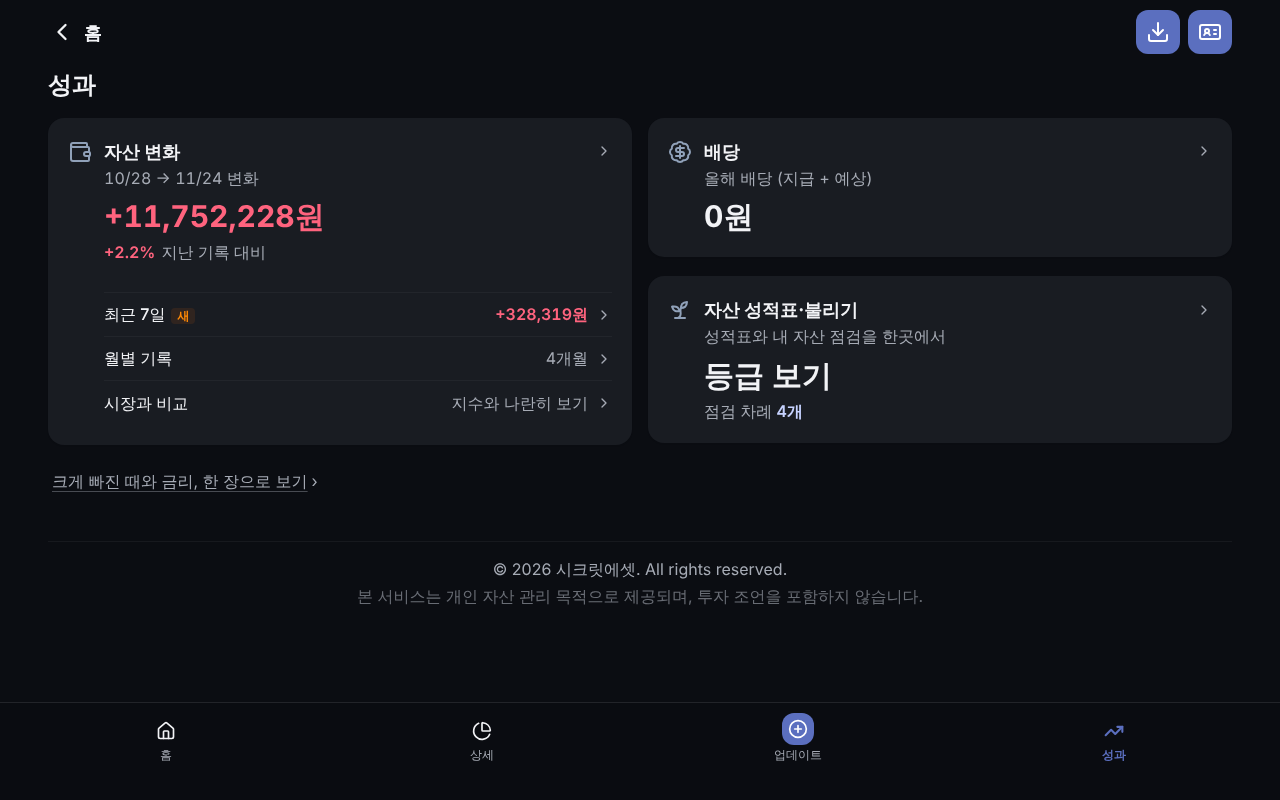 홈
성과
자산 변화
10/28 → 11/24 변화
+11,752,228원
+2.2% 지난 기록 대비
최근 7일 새 +328,319원
월별 기록 4개월
시장과 비교 지수와 나란히 보기
배당
올해 배당 (지급 + 예상)
0원
자산 성적표·불리기
성적표와 내 자산 점검을 한곳에서
등급 보기
점검 차례 4개
크게 빠진 때와 금리, 한 장으로 보기 ›
© 2026 시크릿에셋. All rights reserved.
본 서비스는 개인 자산 관리 목적으로 제공되며, 투자 조언을 포함하지 않습니다.
홈
상세
업데이트
성과